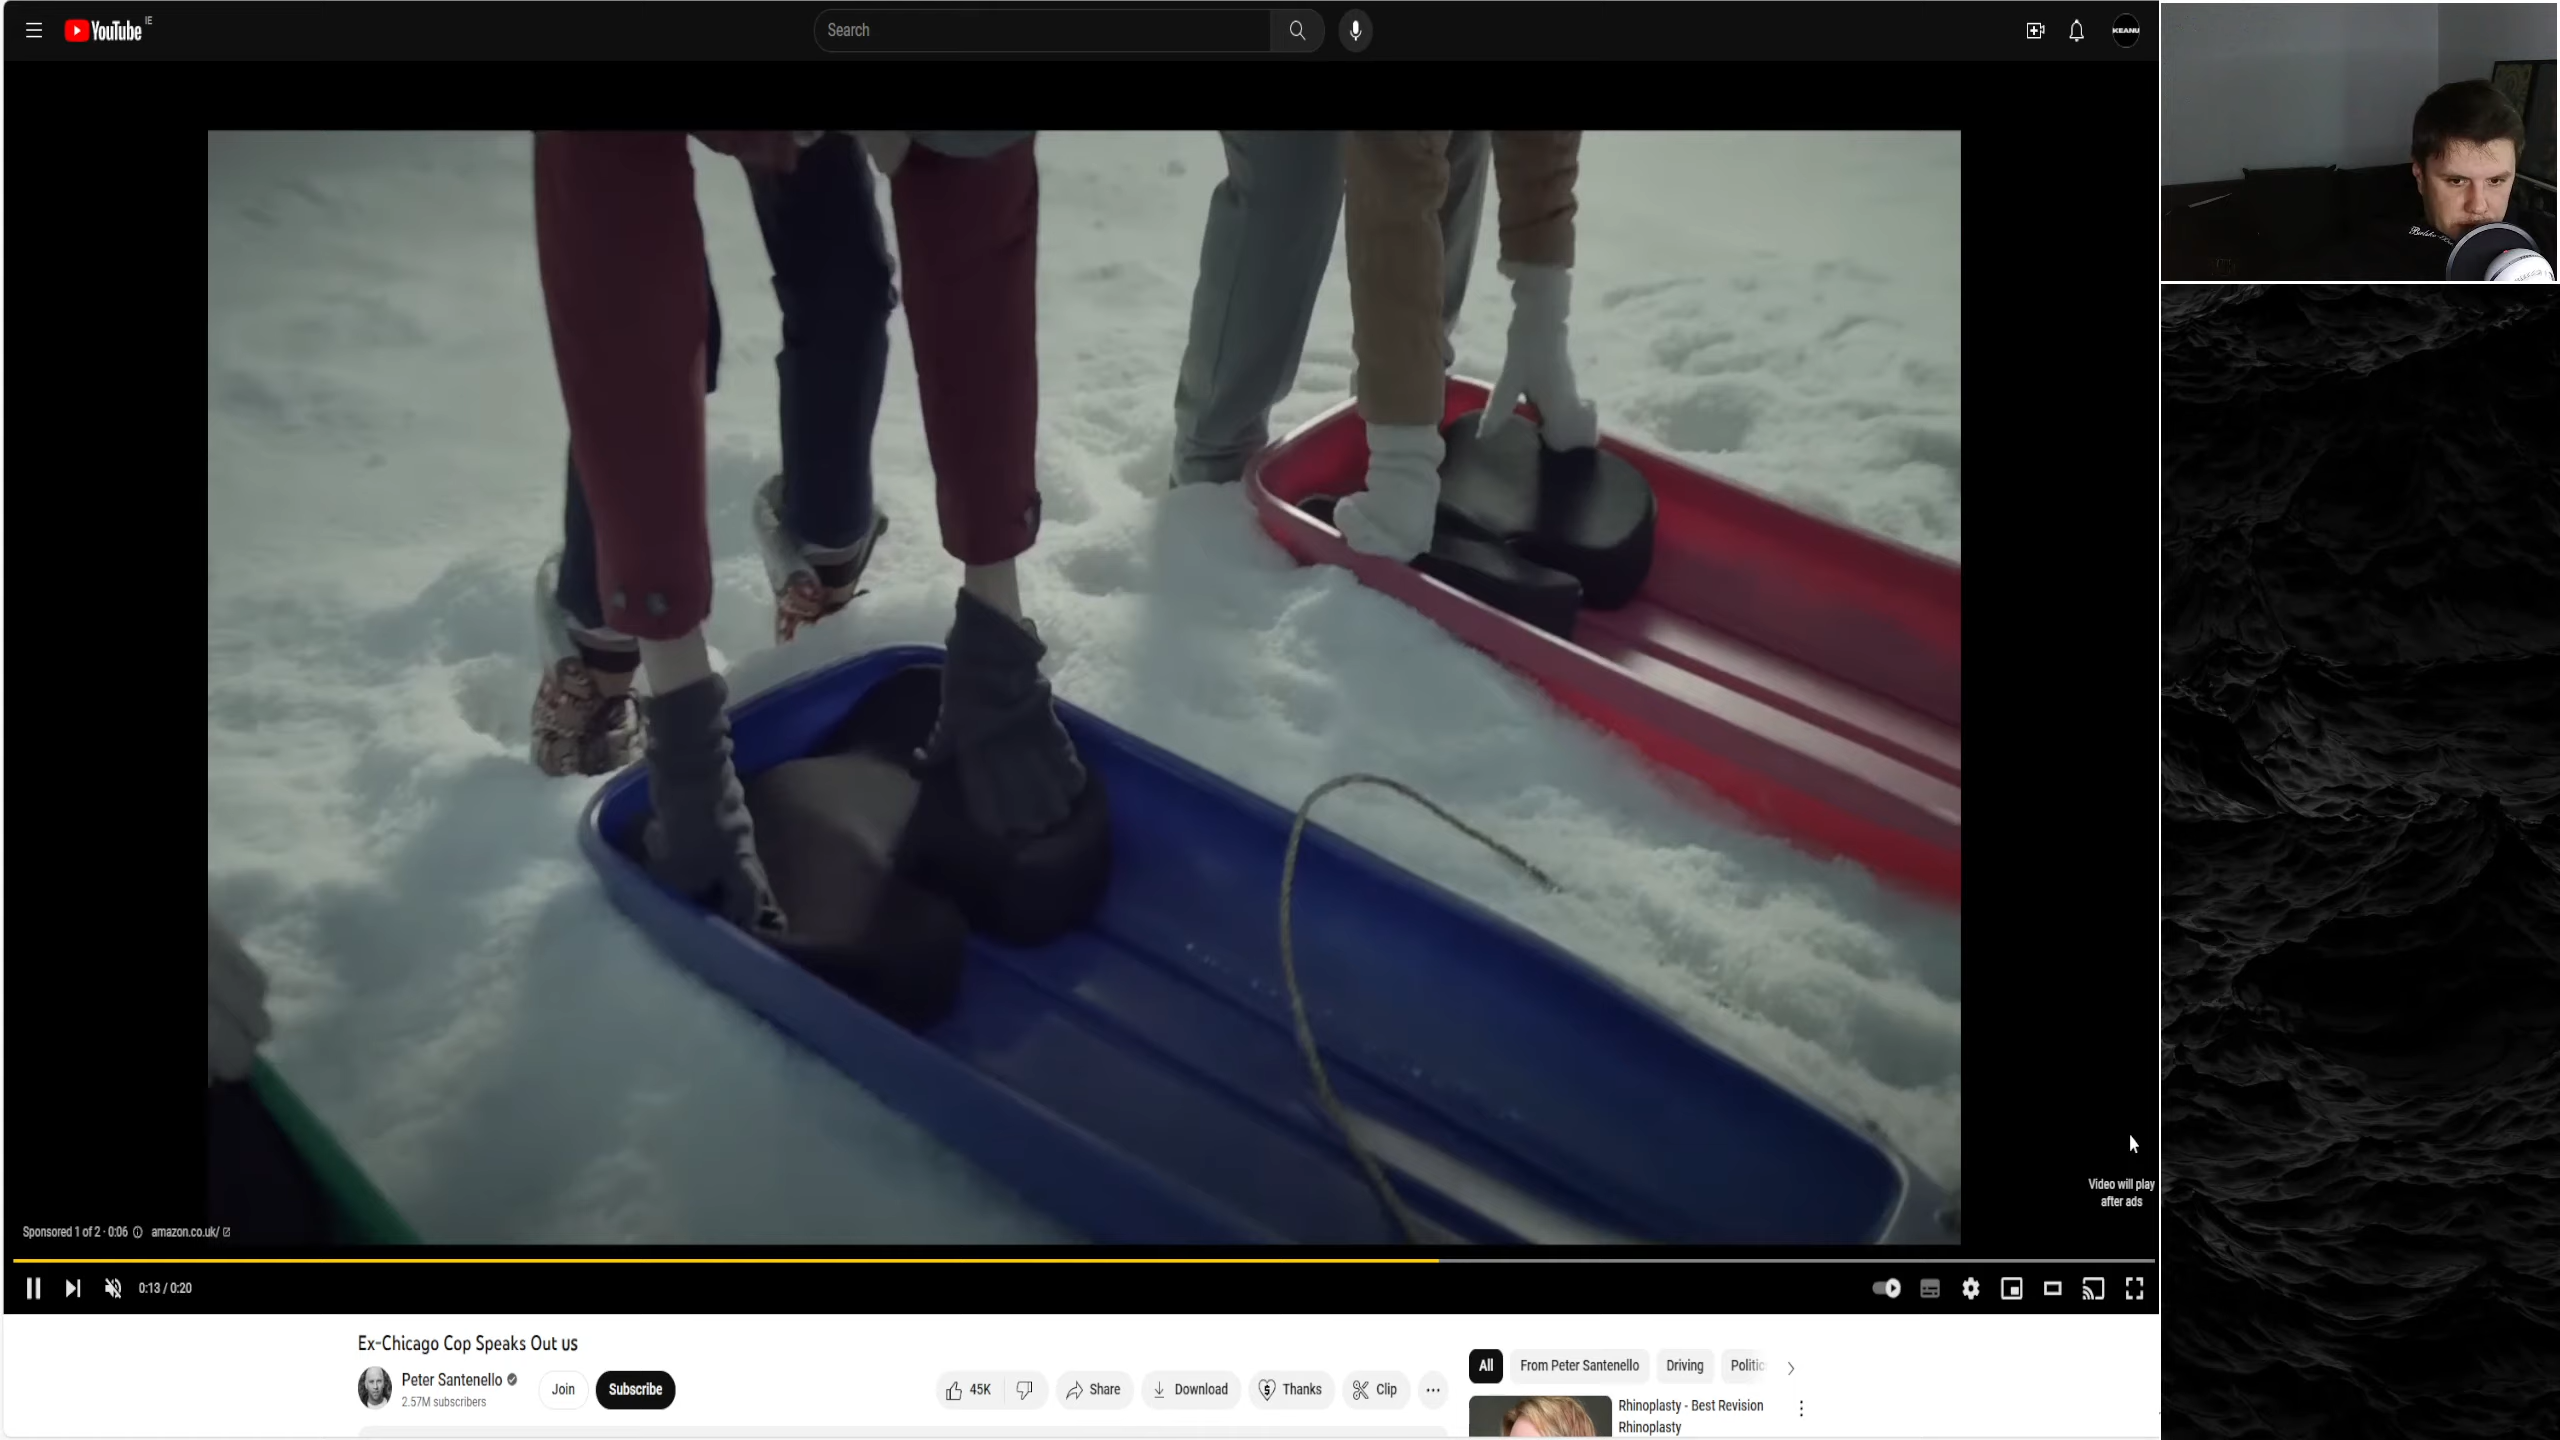 YouTube IE
Search
KEANU
Video will play
after ads
Sponsored 1 of 2 · 0:06 amazon.co.uk/
0:13 / 0:20
Ex-Chicago Cop Speaks Out us
Peter Santenello
2.57M subscribers
Join
Subscribe
45K
Share
Download
Thanks
Clip
All
From Peter Santenello
Driving
Rhinoplasty - Best Revision
Rhinoplasty